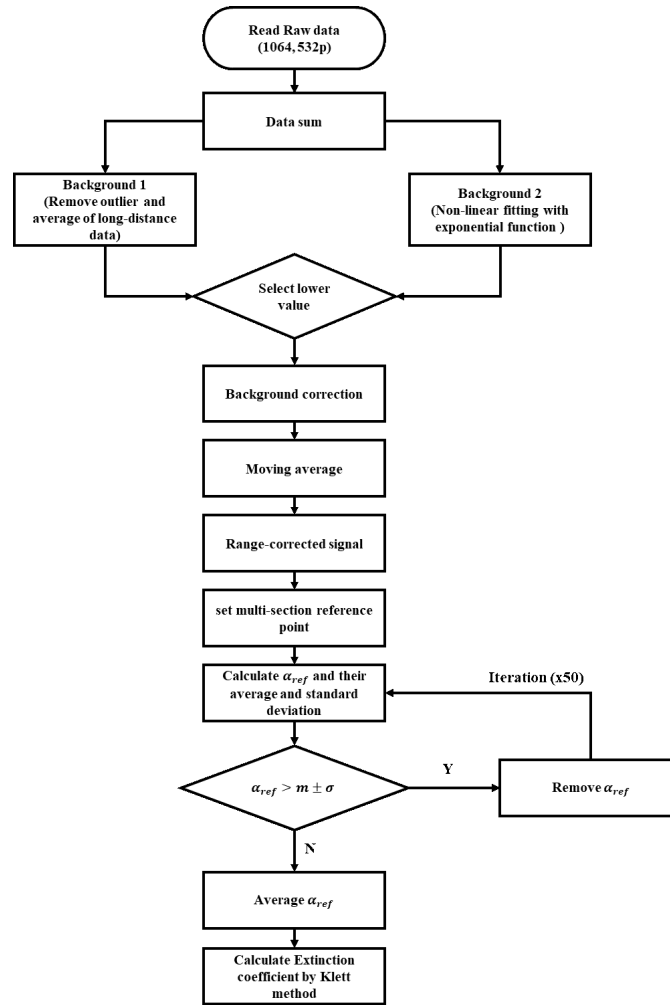 Read Raw data
(1064, 532p)
Data sum
Background 1
(Remove outlier and
average of long-distance
data)
Background 2
(Non-linear fitting with
exponential function )
Select lower
value
Background correction
Moving average
Range-corrected signal
set multi-section reference
point
Calculate α_ref and their
average and standard
deviation
Iteration (x50)
α_ref > m ± σ
Y
Remove α_ref
N
Average α_ref
Calculate Extinction
coefficient by Klett
method